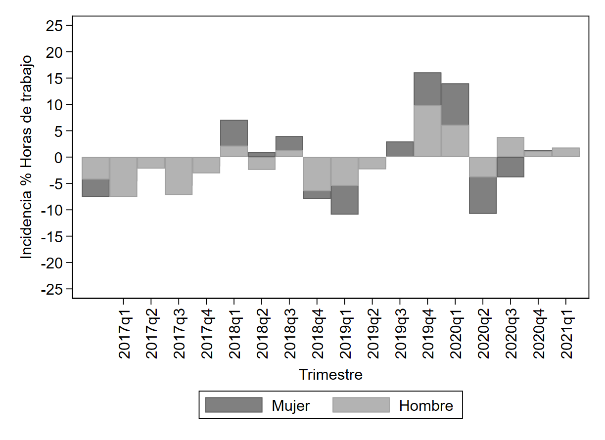 Incidencia % Horas de trabajo
25
20
15
10
5
0
-5
-10
-15
-20
-25
2017q1
2017q2
2017q3
2017q4
2018q1
2018q2
2018q3
2018q4
2019q1
2019q2
2019q3
2019q4
2020q1
2020q2
2020q3
2020q4
2021q1
Trimestre
Mujer Hombre